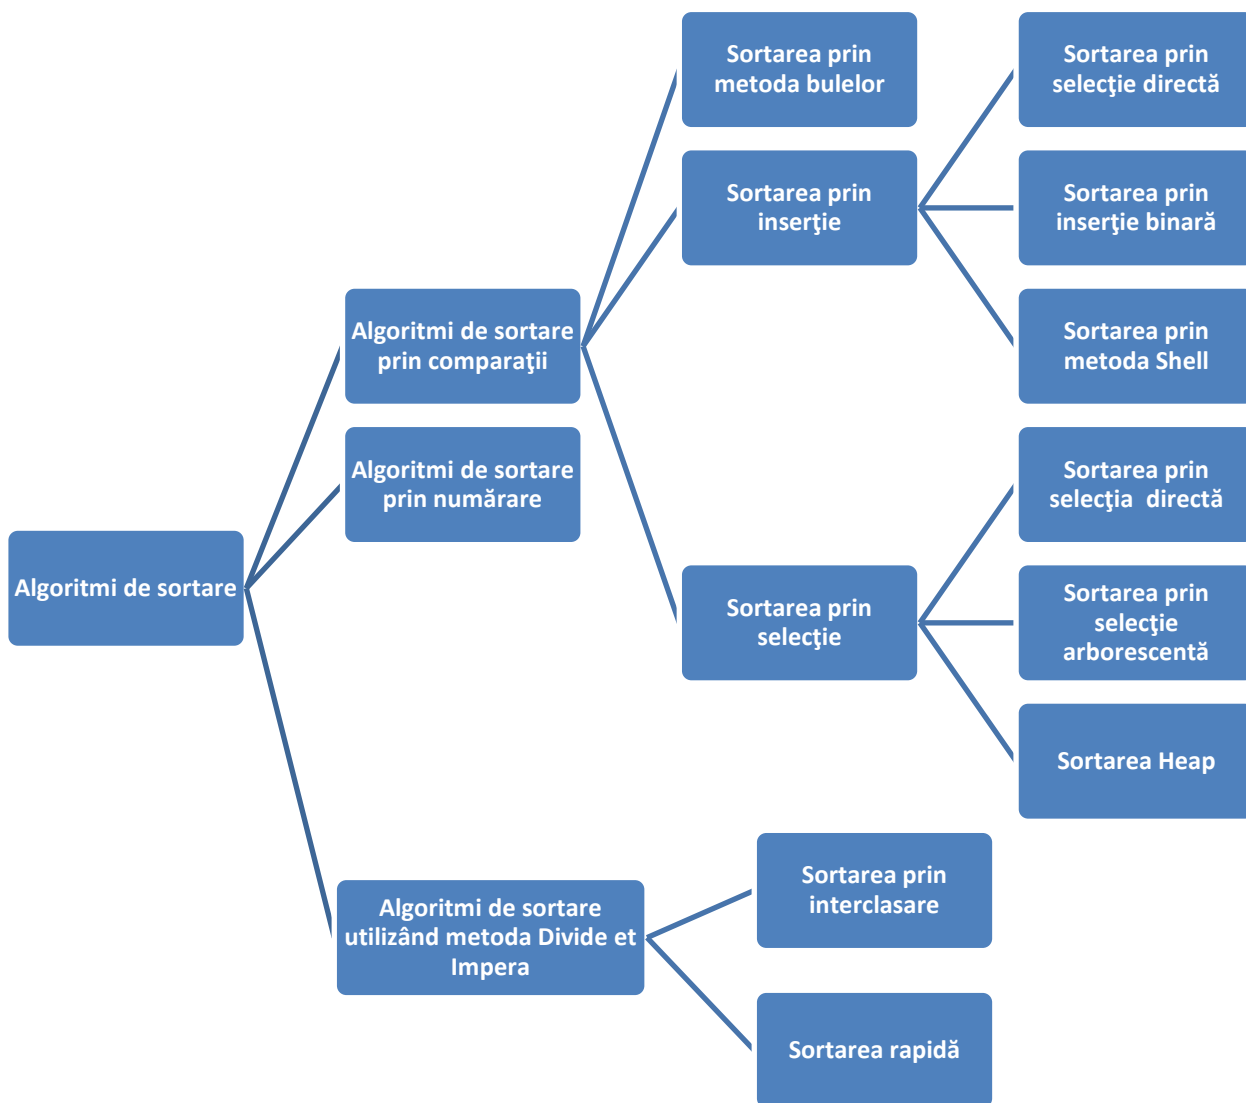 Sortarea prin
metoda bulelor
Sortarea prin
selecţie directă
Sortarea prin
inserţie
Sortarea prin
inserţie binară
Algoritmi de sortare
prin comparaţii
Sortarea prin
metoda Shell
Algoritmi de sortare
prin numărare
Sortarea prin
selecţia  directă
Algoritmi de sortare
Sortarea prin
selecţie
Sortarea prin
selecţie
arborescentă
Sortarea Heap
Algoritmi de sortare
utilizând metoda Divide et
Impera
Sortarea prin
interclasare
Sortarea rapidă